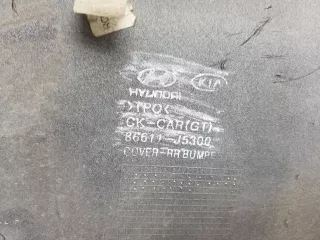 HYUNDAI KIA
>TPO<
CK-CAR(GT)
86611-J5300
COVER-RR BUMPE